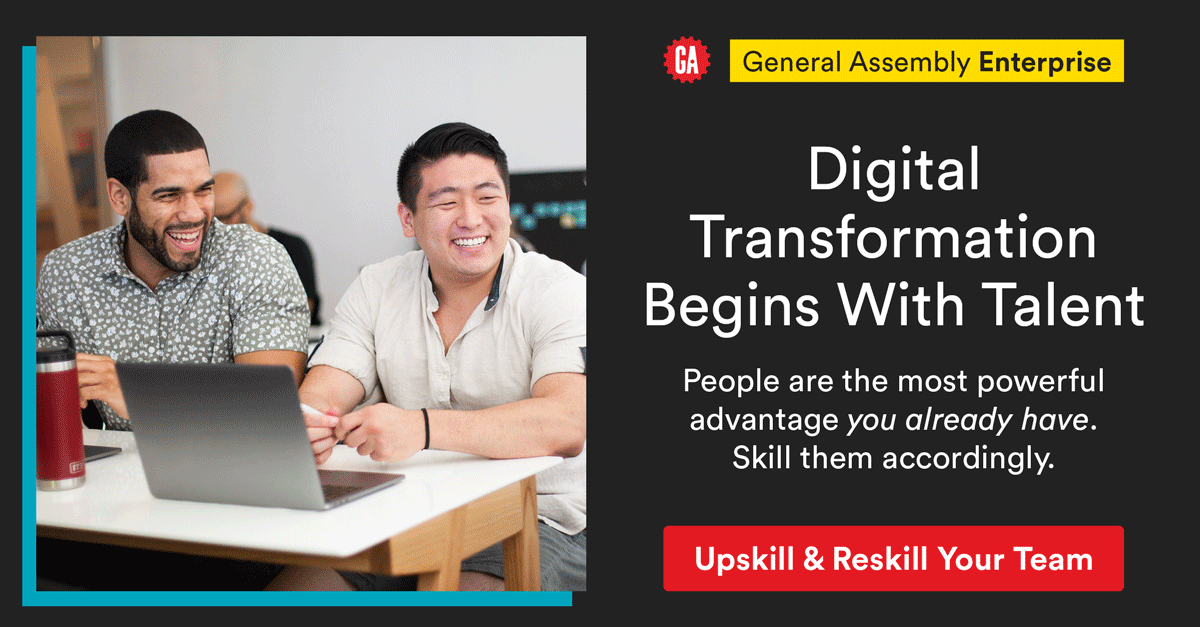 GA
General Assembly Enterprise
Digital
Transformation
Begins With Talent
People are the most powerful
advantage you already have.
Skill them accordingly.
Upskill & Reskill Your Team